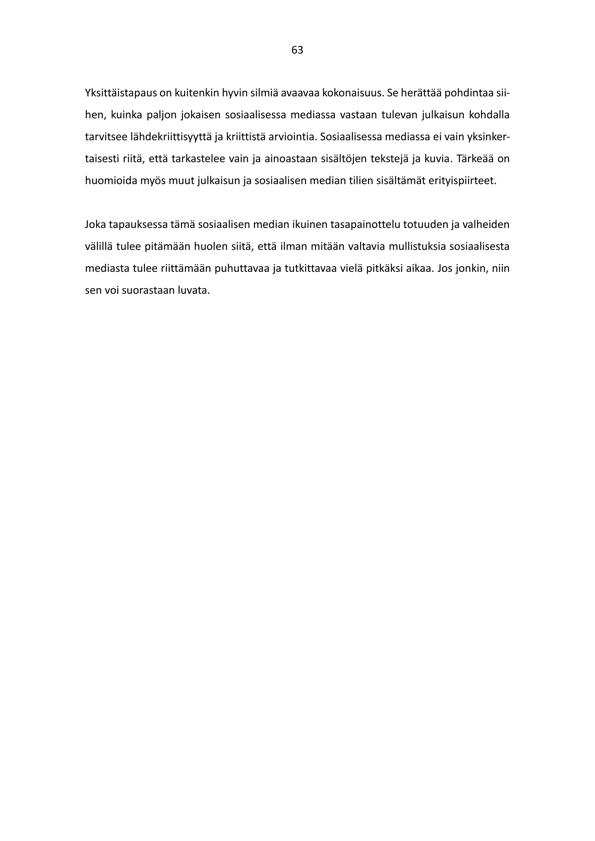 63
Yksittäistapaus on kuitenkin hyvin silmiä avaavaa kokonaisuus. Se herättää pohdintaa sii-
hen, kuinka paljon jokaisen sosiaalisessa mediassa vastaan tulevan julkaisun kohdalla
tarvitsee lähdekriittisyyttä ja kriittistä arviointia. Sosiaalisessa mediassa ei vain yksinker-
taisesti riitä, että tarkastelee vain ja ainoastaan sisältöjen tekstejä ja kuvia. Tärkeää on
huomioida myös muut julkaisun ja sosiaalisen median tilien sisältämät erityispiirteet.
Joka tapauksessa tämä sosiaalisen median ikuinen tasapainottelu totuuden ja valheiden
välillä tulee pitämään huolen siitä, että ilman mitään valtavia mullistuksia sosiaalisesta
mediasta tulee riittämään puhuttavaa ja tutkittavaa vielä pitkäksi aikaa. Jos jonkin, niin
sen voi suorastaan luvata.